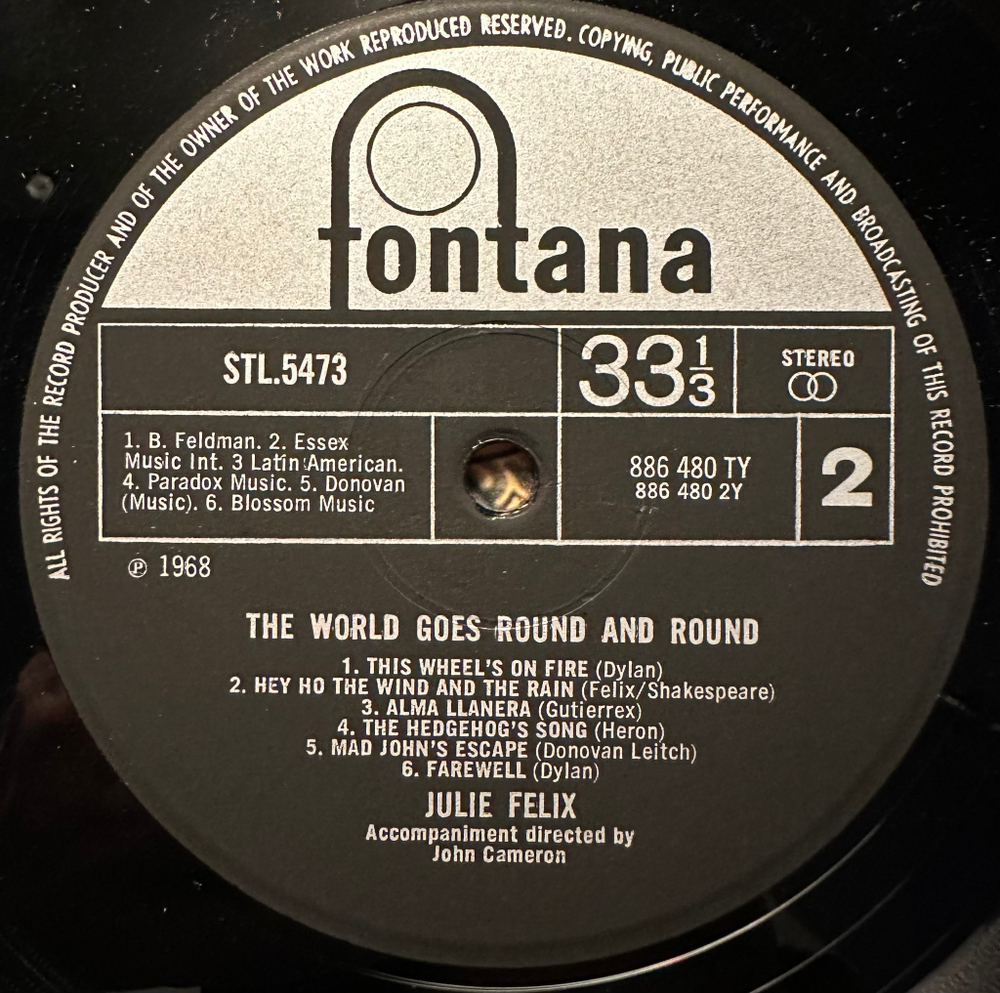 ALL RIGHTS OF THE RECORD PRODUCER AND OF THE OWNER OF THE WORK REPRODUCED RESERVED. COPYING, PUBLIC PERFORMANCE AND BROADCASTING OF THIS RECORD PROHIBITED
fontana
STL.5473
33 1/3
STEREO
1. B. Feldman. 2. Essex
Music Int. 3 Latin American.
4. Paradox Music. 5. Donovan
(Music). 6. Blossom Music
886 480 TY
886 480 2Y
2
℗ 1968
THE WORLD GOES ROUND AND ROUND
1. THIS WHEEL'S ON FIRE (Dylan)
2. HEY HO THE WIND AND THE RAIN (Felix/Shakespeare)
3. ALMA LLANERA (Gutierrex)
4. THE HEDGEHOG'S SONG (Heron)
5. MAD JOHN'S ESCAPE (Donovan Leitch)
6. FAREWELL (Dylan)
JULIE FELIX
Accompaniment directed by
John Cameron